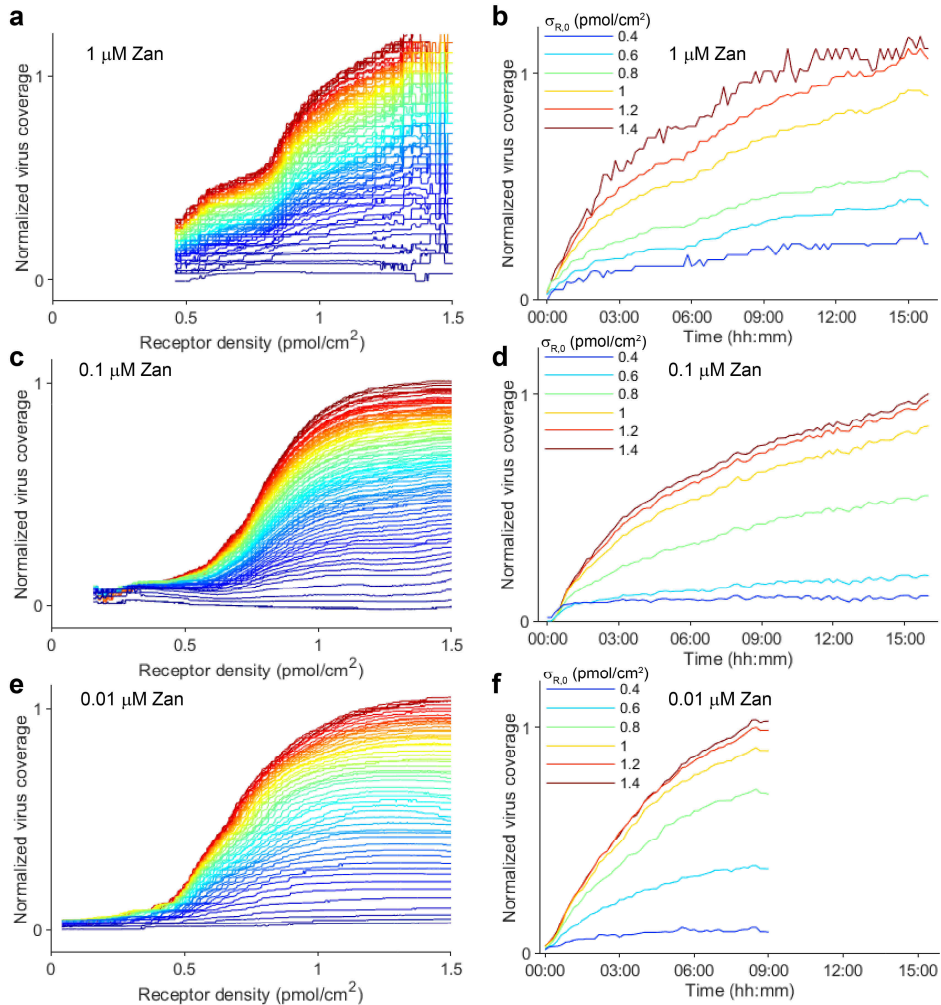 a
1 μM Zan
Normalized virus coverage
1
0
0 0.5 1 1.5
Receptor density (pmol/cm²)
b
σR,0 (pmol/cm²)
1 μM Zan
0.4
0.6
0.8
1
1.2
1.4
Normalized virus coverage
1
0
00:00 03:00 06:00 09:00 12:00 15:00
Time (hh:mm)
c
0.1 μM Zan
Normalized virus coverage
1
0
0 0.5 1 1.5
Receptor density (pmol/cm²)
d
σR,0 (pmol/cm²)
0.1 μM Zan
0.4
0.6
0.8
1
1.2
1.4
Normalized virus coverage
1
0
00:00 03:00 06:00 09:00 12:00 15:00
Time (hh:mm)
e
0.01 μM Zan
Normalized virus coverage
1
0
0 0.5 1 1.5
Receptor density (pmol/cm²)
f
σR,0 (pmol/cm²)
0.01 μM Zan
0.4
0.6
0.8
1
1.2
1.4
Normalized virus coverage
1
0
00:00 03:00 06:00 09:00 12:00 15:00
Time (hh:mm)